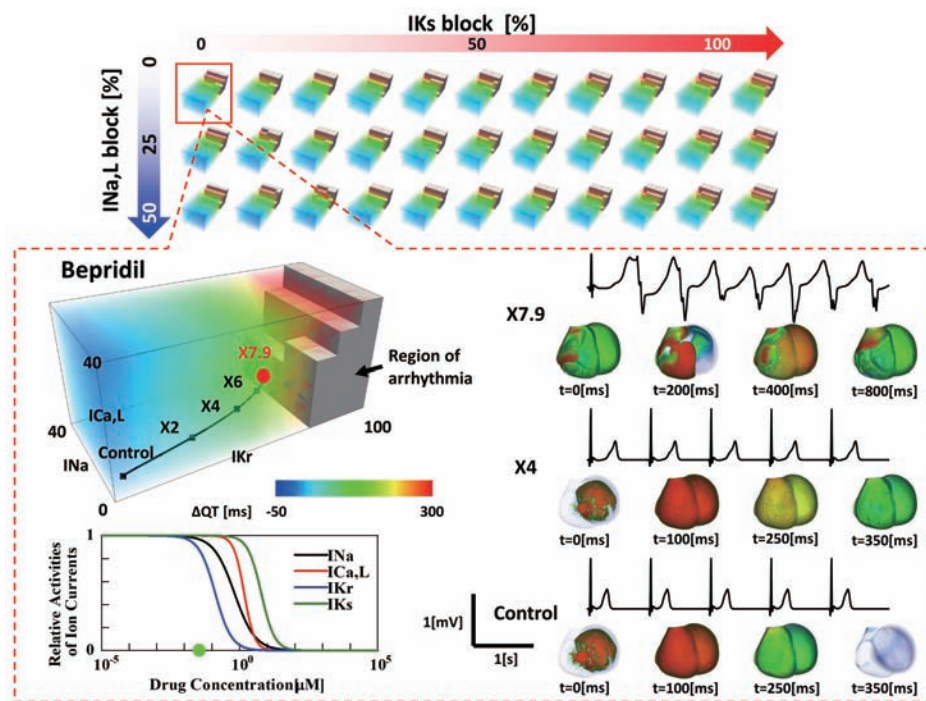 IKs block [%]
0 50 100
INa,L block [%]
0
25
50
Bepridil
40
X7.9
X6
X4
X2
Control
ICa,L
40
INa
0
IKr
100
Region of
arrhythmia
ΔQT [ms] -50 300
1
0
Relative Activities
of Ion Currents
INa
ICa,L
IKr
IKs
10-5 100 105
Drug Concentration[μM]
X7.9
t=0[ms] t=200[ms] t=400[ms] t=800[ms]
X4
t=0[ms] t=100[ms] t=250[ms] t=350[ms]
Control
1[mV]
1[s]
t=0[ms] t=100[ms] t=250[ms] t=350[ms]